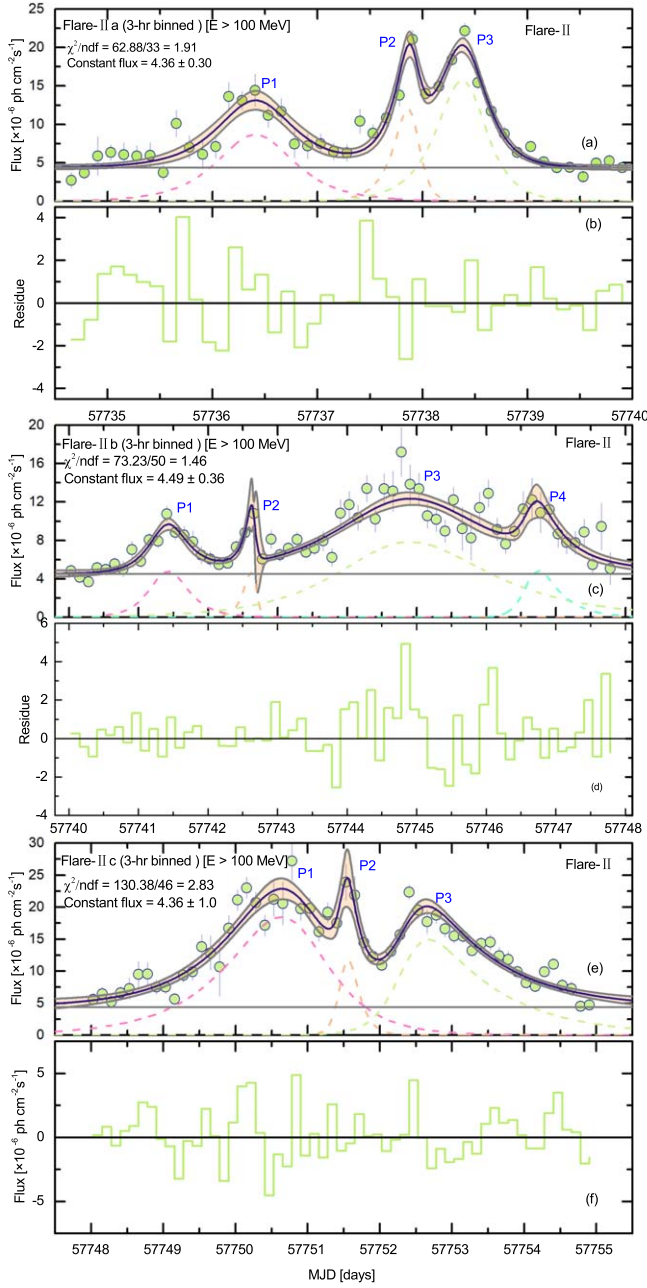 25
20
15
10
5
0
Flux [×10⁻⁶ ph cm⁻²s⁻¹]
Flare-II a (3-hr binned ) [E > 100 MeV]
χ²/ndf = 62.88/33 = 1.91
Constant flux = 4.36 ± 0.30
Flare-II
P1
P2
P3
(a)
4
2
0
-2
-4
Residue
(b)
57735 57736 57737 57738 57739 57740
20
16
12
8
4
0
Flux [×10⁻⁶ ph cm⁻²s⁻¹]
Flare-II b (3-hr binned ) [E > 100 MeV]
χ²/ndf = 73.23/50 = 1.46
Constant flux = 4.49 ± 0.36
Flare-II
P1
P2
P3
P4
(c)
6
4
2
0
-2
-4
Residue
(d)
57740 57741 57742 57743 57744 57745 57746 57747 57748
30
25
20
15
10
5
0
Flux [×10⁻⁶ ph cm⁻²s⁻¹]
Flare-II c (3-hr binned ) [E > 100 MeV]
χ²/ndf = 130.38/46 = 2.83
Constant flux = 4.36 ± 1.0
Flare-II
P1
P2
P3
(e)
5
0
-5
Flux [×10⁻⁶ ph cm⁻²s⁻¹]
(f)
57748 57749 57750 57751 57752 57753 57754 57755
MJD [days]